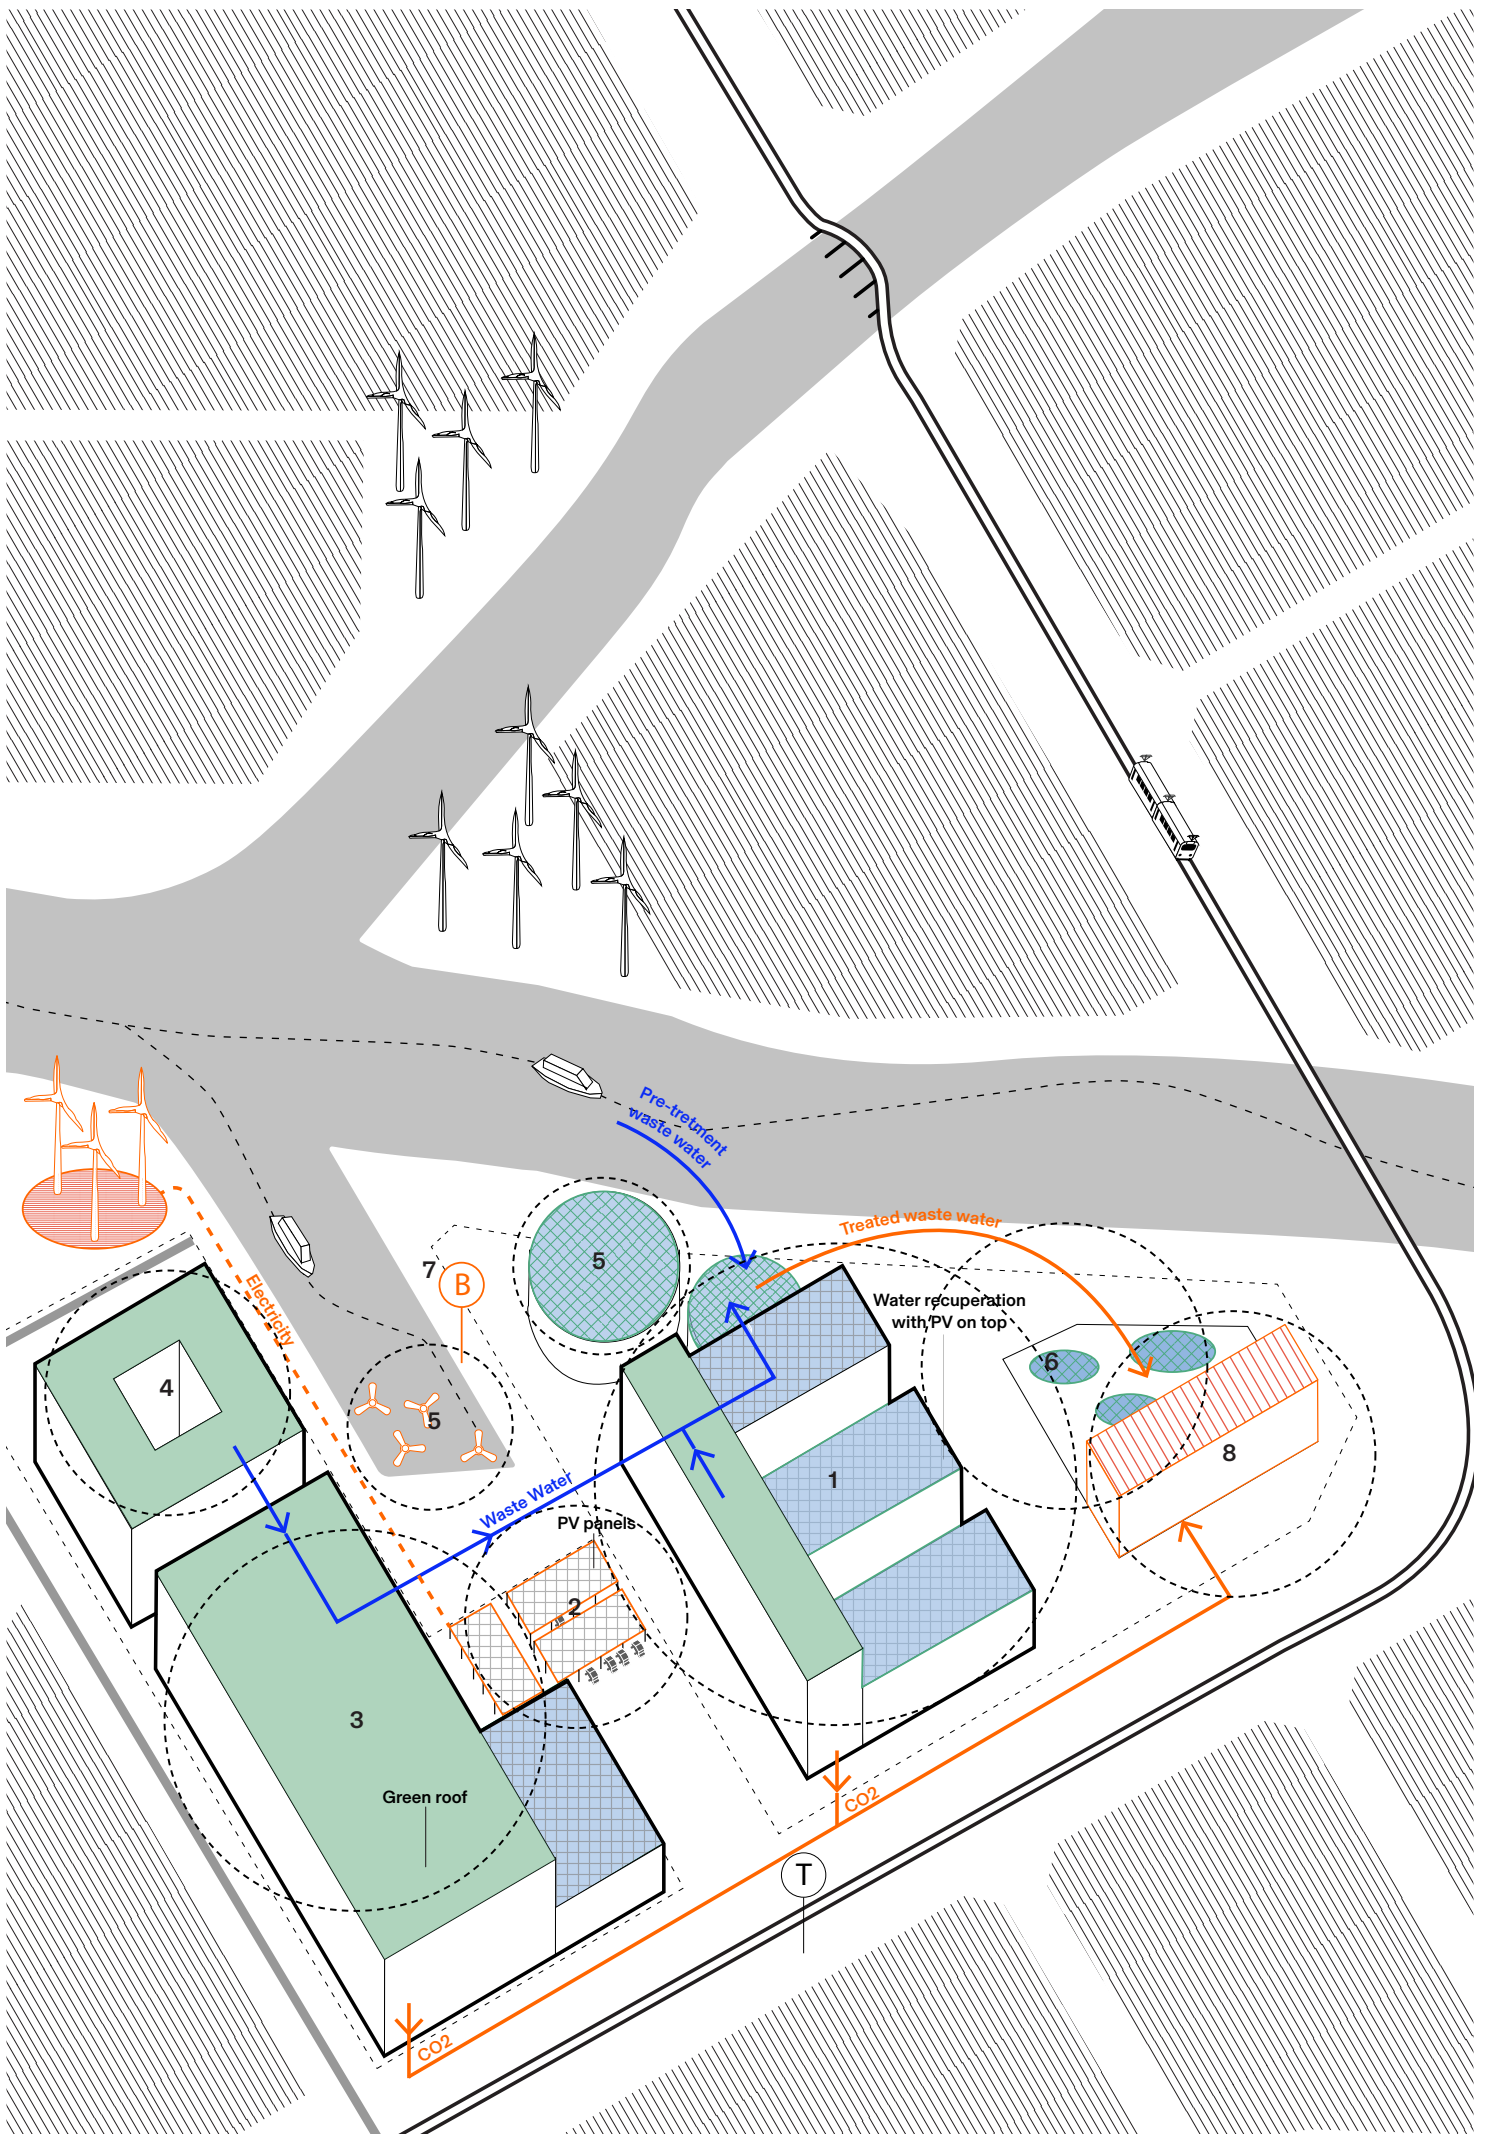 Pre-tretment
waste water
Treated waste water
5
7
B
Electricity
Water recuperation
with PV on top
6
4
5
8
1
Waste Water
PV panels
2
3
Green roof
CO2
T
CO2